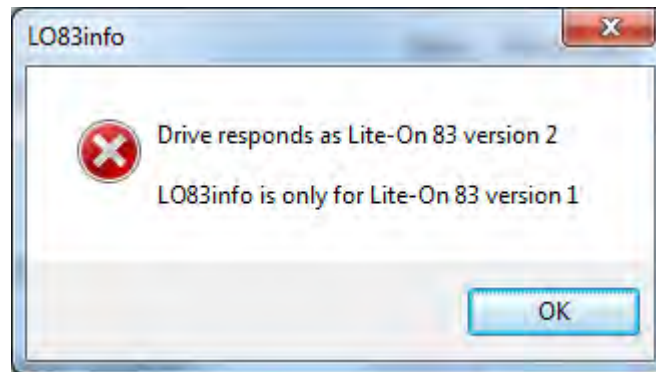 LO83info
Drive responds as Lite-On 83 version 2
LO83info is only for Lite-On 83 version 1
OK